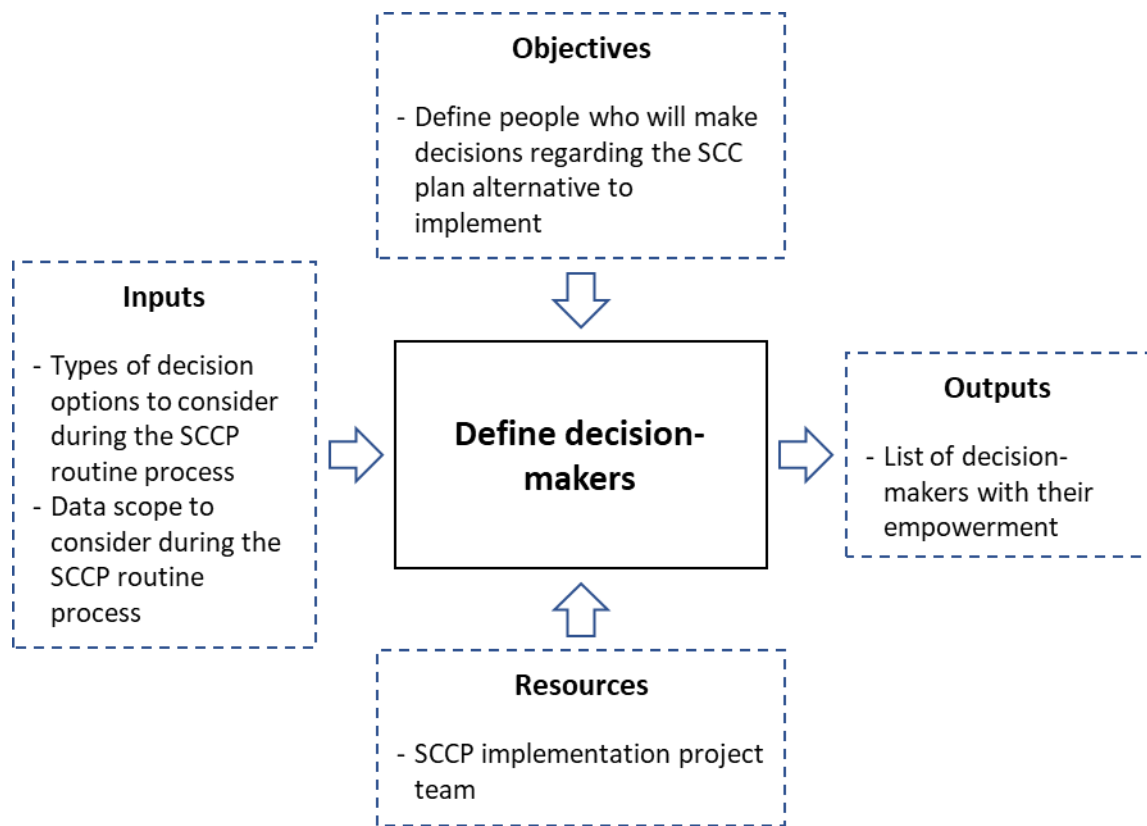 Objectives
- Define people who will make
decisions regarding the SCC
plan alternative to
implement
Inputs
- Types of decision
options to consider
during the SCCP
routine process
- Data scope to
consider during the
SCCP routine
process
Define decision-
makers
Outputs
- List of decision-
makers with their
empowerment
Resources
- SCCP implementation project
team